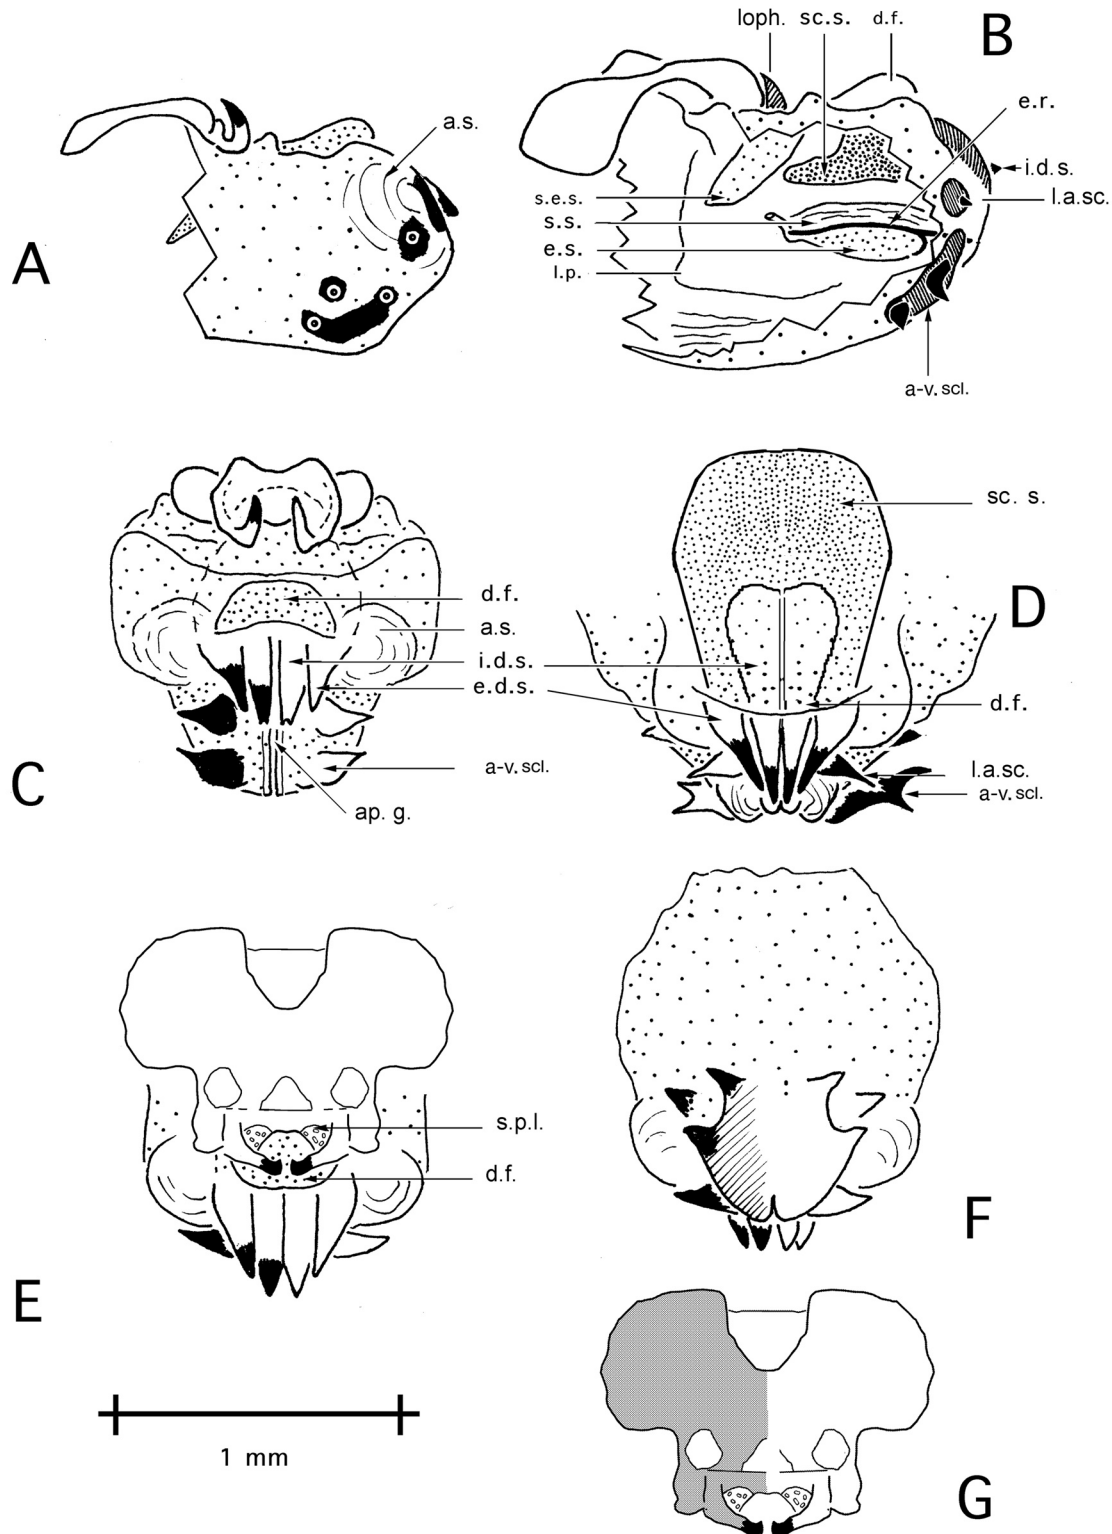 loph. sc.s. d.f.
B
a.s.
e.r.
i.d.s.
l.a.sc.
s.e.s.
s.s.
e.s.
l.p.
A
a-v. scl.
sc. s.
d.f.
D
a.s.
i.d.s.
e.d.s.
d.f.
C
a-v. scl.
l.a.sc.
a-v. scl.
ap. g.
s.p.l.
d.f.
F
E
1 mm
G